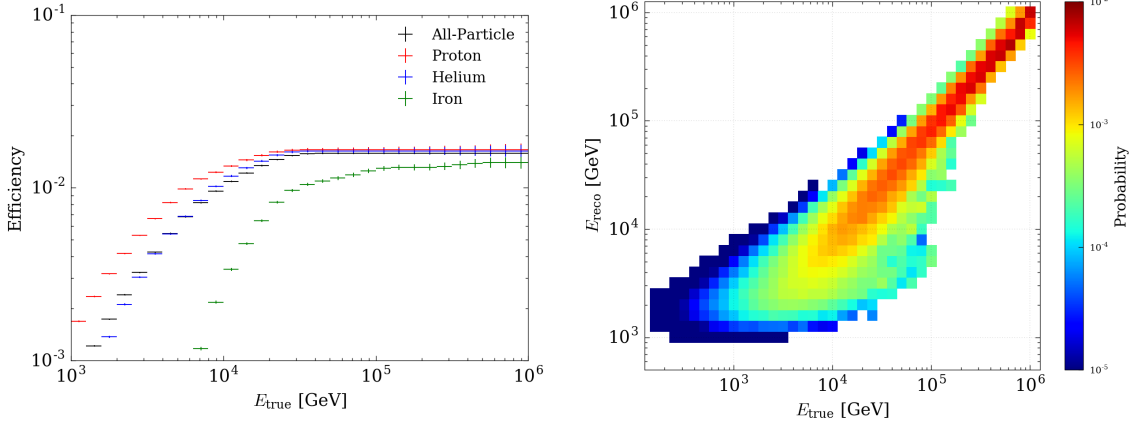 10^-1
10^-2
10^-3
10^3
10^4
10^5
10^6
Efficiency
E_true [GeV]
All-Particle
Proton
Helium
Iron
10^6
10^5
10^4
10^3
10^3
10^4
10^5
10^6
E_reco [GeV]
E_true [GeV]
10^-3
10^-4
10^-5
Probability